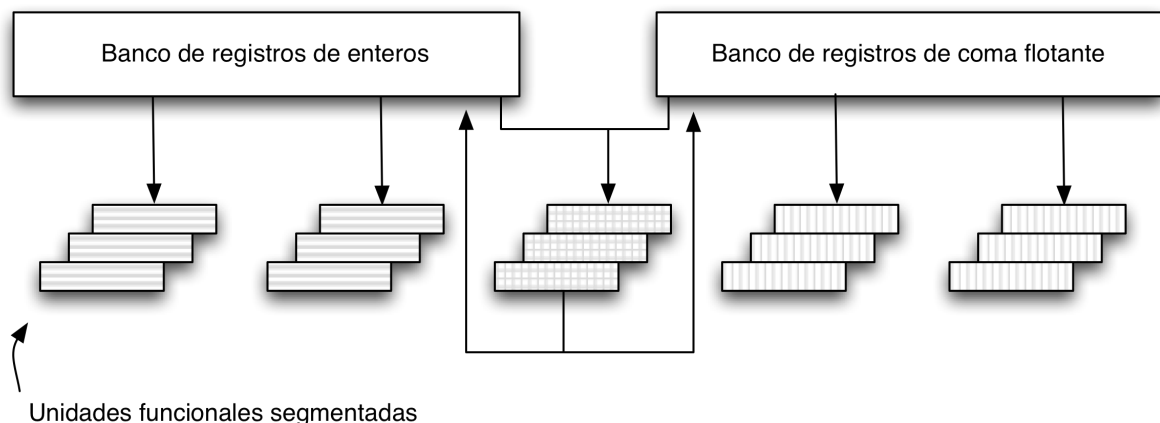 Banco de registros de enteros
Banco de registros de coma flotante
Unidades funcionales segmentadas